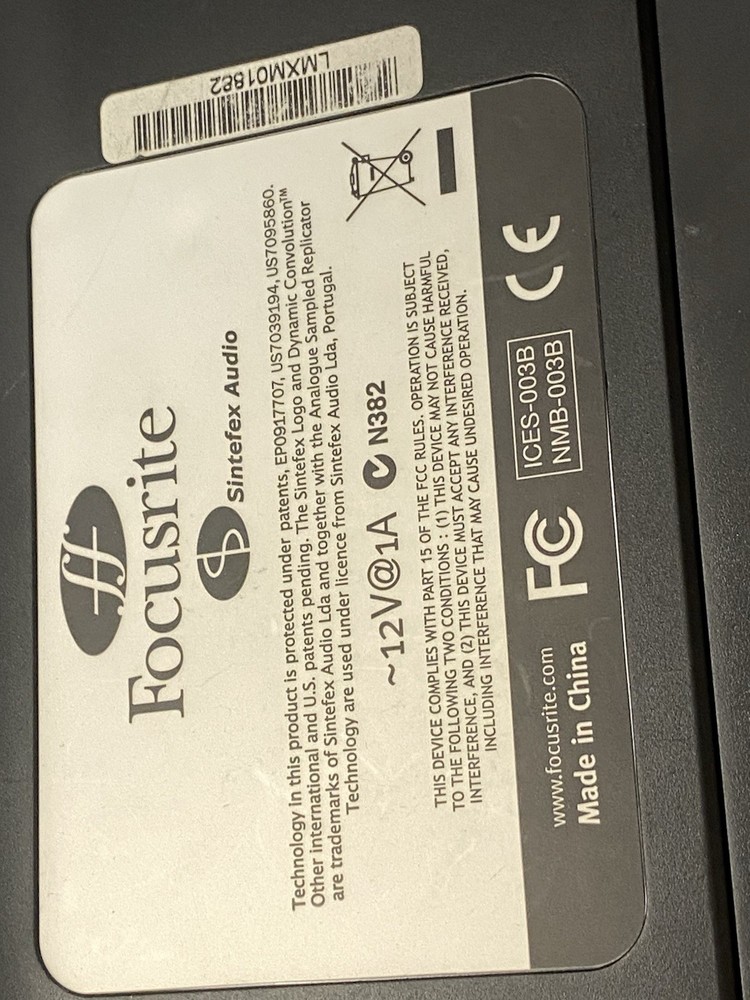 LMXM01882
ff
Focusrite
Sintefex Audio
Technology in this product is protected under patents, EP0917707, US7039194, US7095860.
Other international and U.S. patents pending. The Sintefex Logo and Dynamic Convolution™
are trademarks of Sintefex Audio Lda and together with the Analogue Sampled Replicator
Technology are used under licence from Sintefex Audio Lda, Portugal.
~12V@1A N382
THIS DEVICE COMPLIES WITH PART 15 OF THE FCC RULES. OPERATION IS SUBJECT
TO THE FOLLOWING TWO CONDITIONS : (1) THIS DEVICE MAY NOT CAUSE HARMFUL
INTERFERENCE, AND (2) THIS DEVICE MUST ACCEPT ANY INTERFERENCE RECEIVED,
INCLUDING INTERFERENCE THAT MAY CAUSE UNDESIRED OPERATION.
www.focusrite.com
Made in China
FC
ICES-003B
NMB-003B
CE